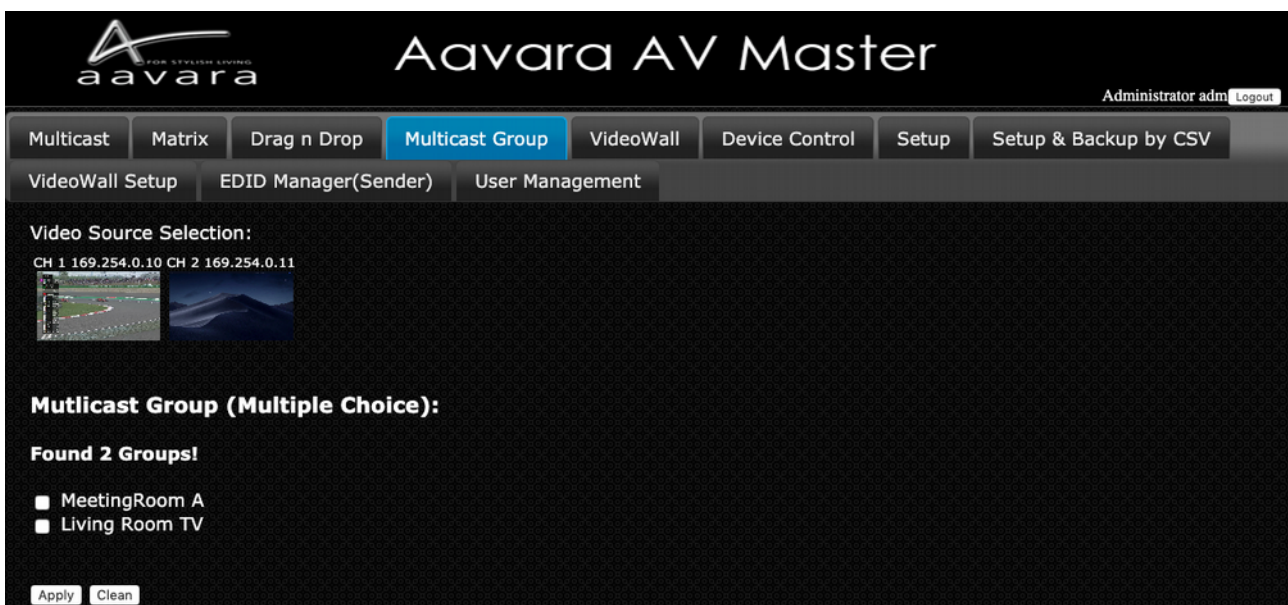 FOR STYLISH LIVING
aavara
Aavara AV Master
Administrator adm Logout
Multicast Matrix Drag n Drop Multicast Group VideoWall Device Control Setup Setup & Backup by CSV
VideoWall Setup EDID Manager(Sender) User Management
Video Source Selection:
CH 1 169.254.0.10 CH 2 169.254.0.11
Mutlicast Group (Multiple Choice):
Found 2 Groups!
MeetingRoom A
Living Room TV
Apply Clean